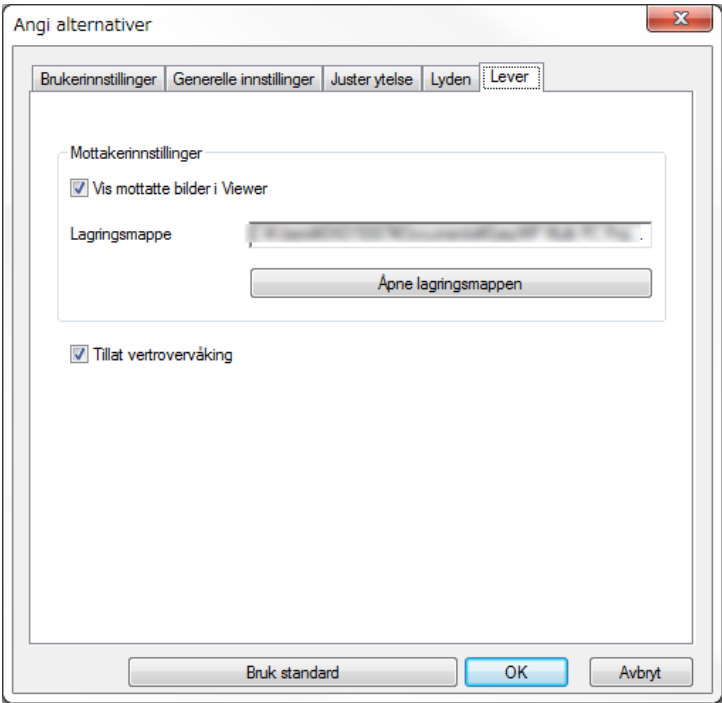 Angi alternativer
Brukerinnstillinger Generelle innstillinger Juster ytelse Lyden Lever
Mottakerinnstillinger
Vis mottatte bilder i Viewer
Lagringsmappe
Åpne lagringsmappen
Tillat vertrovervåking
Bruk standard OK Avbryt